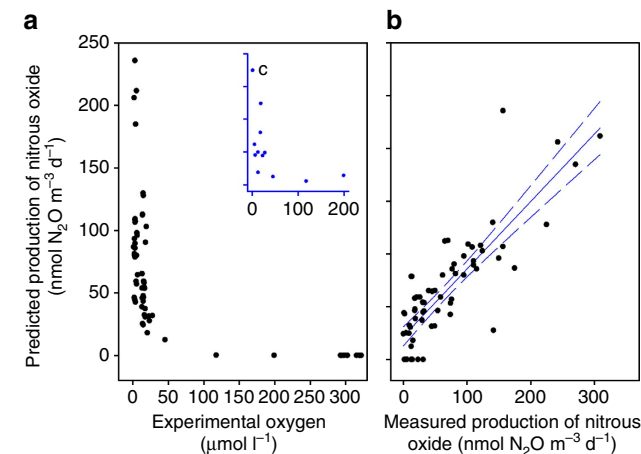 a
b
Predicted production of nitrous oxide
(nmol N₂O m⁻³ d⁻¹)
250
200
150
100
50
0
c
0 100 200
0 50 100 150 200 250 300
0 100 200 300
Experimental oxygen
(μmol l⁻¹)
Measured production of nitrous
oxide (nmol N₂O m⁻³ d⁻¹)